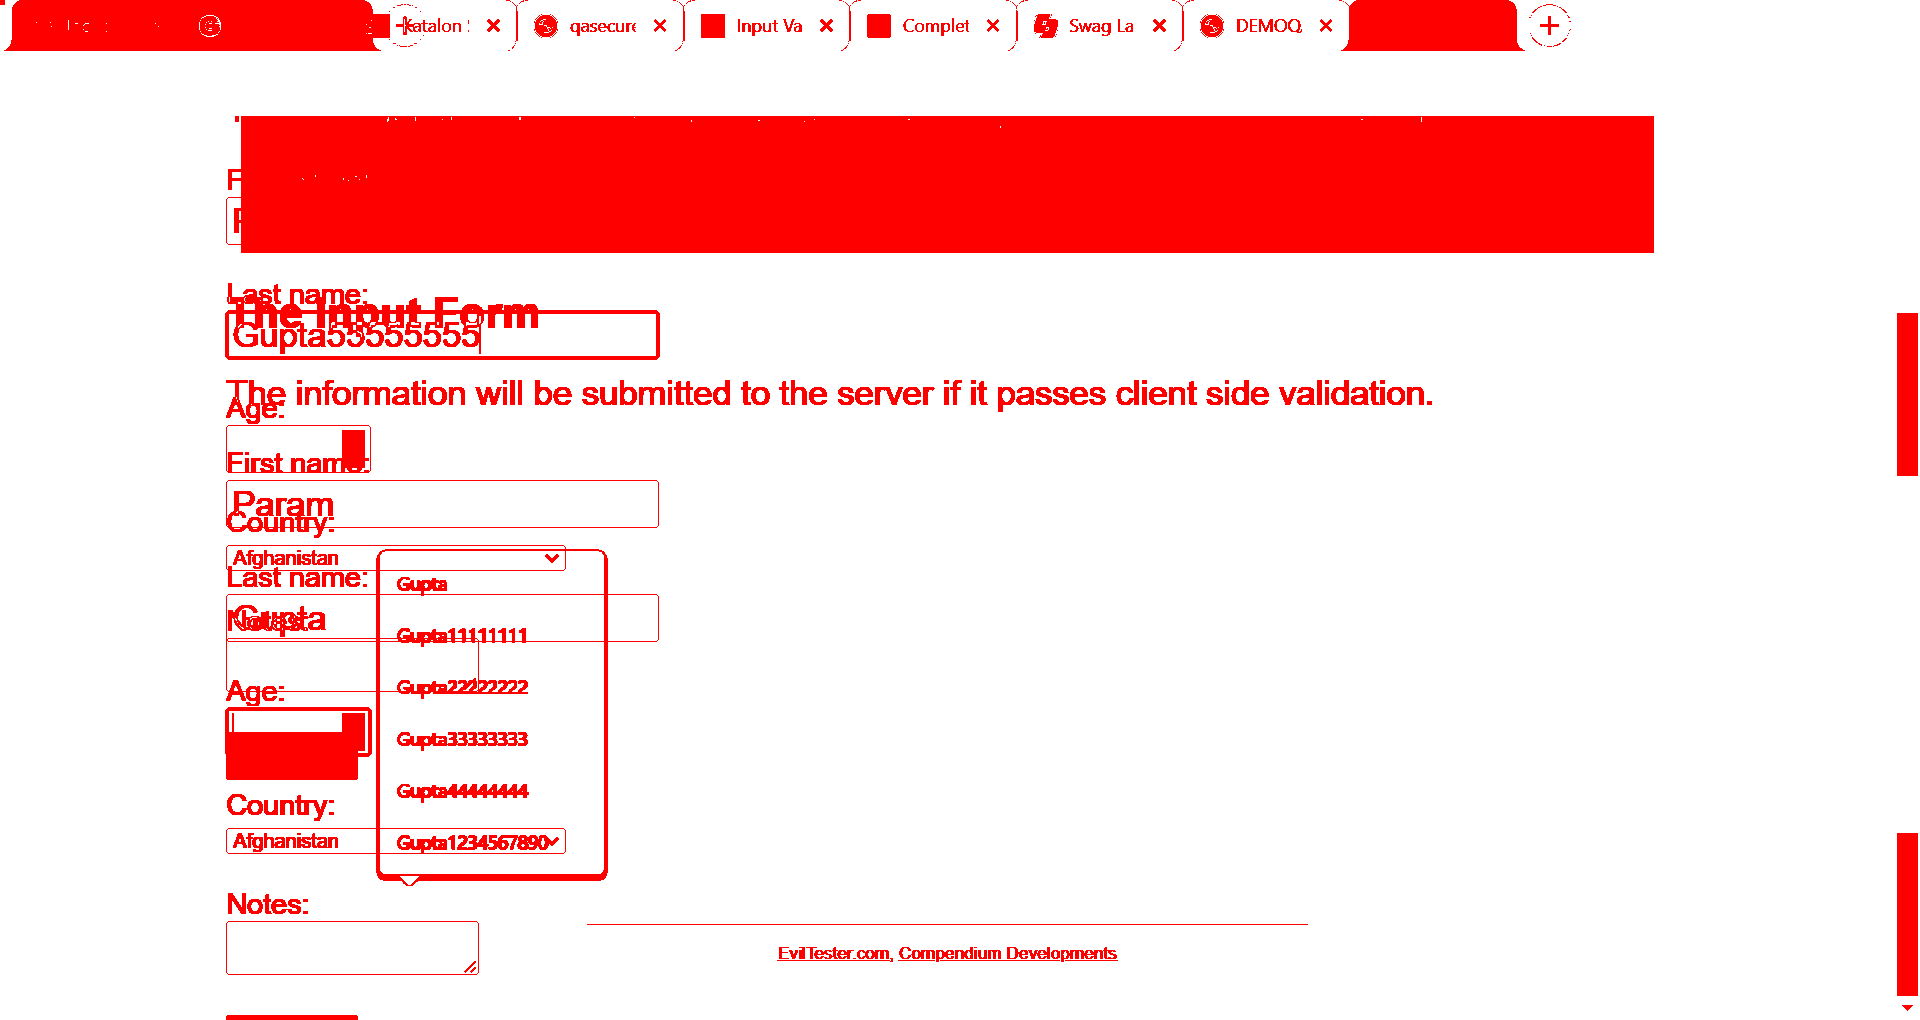 Katalon
qasecure
Input Va
Complet
Swag La
DEMOQ
Last name:
The Input Form
Gupta55555555
The information will be submitted to the server if it passes client side validation.
Age:
First name:
Param
Country:
Afghanistan
Gupta
Last name:
Gupta
Notes:
Gupta11111111
Gupta22222222
Age:
Gupta33333333
Gupta44444444
Country:
Afghanistan
Gupta1234567890
Notes:
EvilTester.com, Compendium Developments